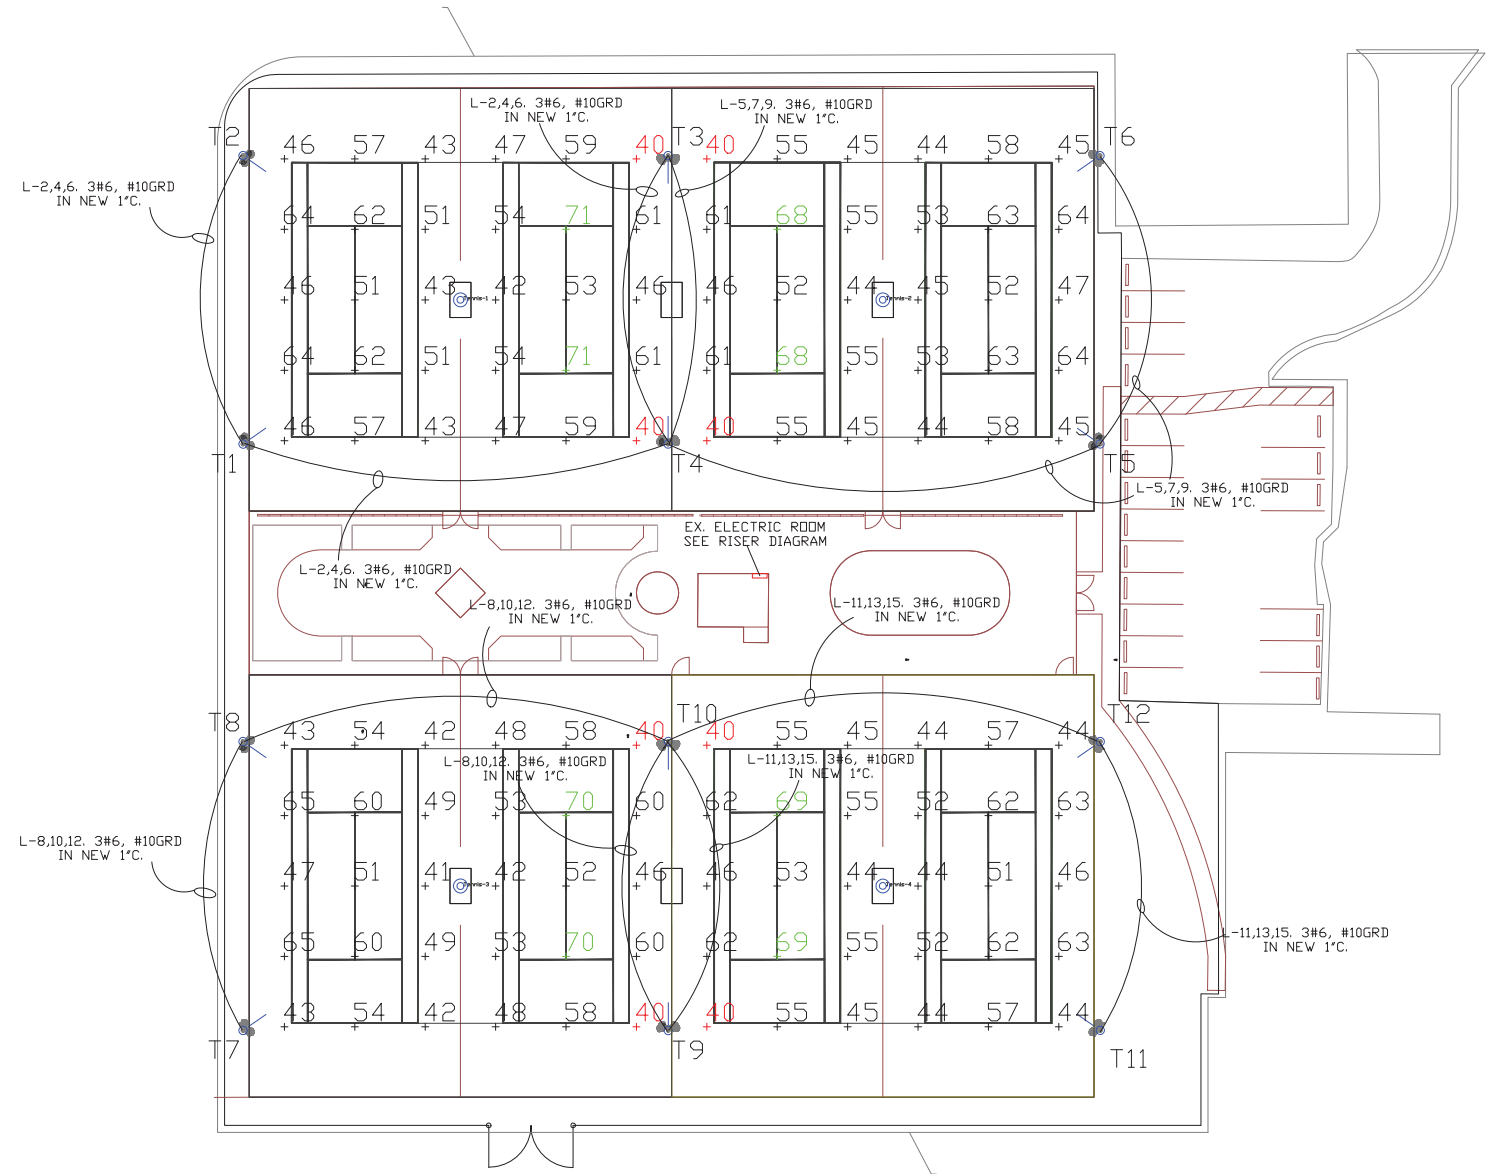 L-2,4,6. 3#6, #10GRD
IN NEW 1"C.
L-5,7,9. 3#6, #10GRD
IN NEW 1"C.
T2
T3
T6
46 57 43 47 59 40 40 55 45 44 58 45
L-2,4,6. 3#6, #10GRD
IN NEW 1"C.
64 62 51 54 71 61 61 68 55 53 63 64
46 51 43 42 53 46 46 52 45 44 52 47
Tennis-1
Tennis-2
64 62 51 54 71 61 61 68 55 53 63 64
46 57 43 47 59 40 40 55 45 44 58 45
T1
T4
T5
L-5,7,9. 3#6, #10GRD
IN NEW 1"C.
EX. ELECTRIC ROOM
SEE RISER DIAGRAM
L-2,4,6. 3#6, #10GRD
IN NEW 1"C.
L-8,10,12. 3#6, #10GRD
IN NEW 1"C.
L-11,13,15. 3#6, #10GRD
IN NEW 1"C.
T8
T10
T12
43 54 42 48 58 40 40 55 45 44 57 44
L-8,10,12. 3#6, #10GRD
IN NEW 1"C.
L-11,13,15. 3#6, #10GRD
IN NEW 1"C.
65 60 49 53 70 60 62 69 55 52 62 63
L-8,10,12. 3#6, #10GRD
IN NEW 1"C.
47 51 41 42 52 46 46 53 44 44 51 46
Tennis-3
Tennis-4
65 60 49 53 70 60 62 69 55 52 62 63
L-11,13,15. 3#6, #10GRD
IN NEW 1"C.
43 54 42 48 58 40 40 55 45 44 57 44
T7
T9
T11